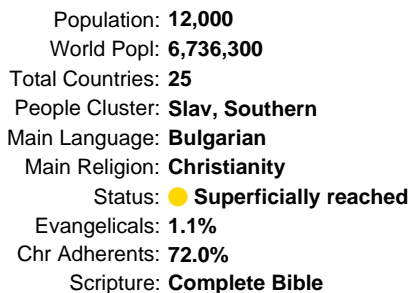 Population: 12,000
World Popl: 6,736,300
Total Countries: 25
People Cluster: Slav, Southern
Main Language: Bulgarian
Main Religion: Christianity
Status: Superficially reached
Evangelicals: 1.1%
Chr Adherents: 72.0%
Scripture: Complete Bible